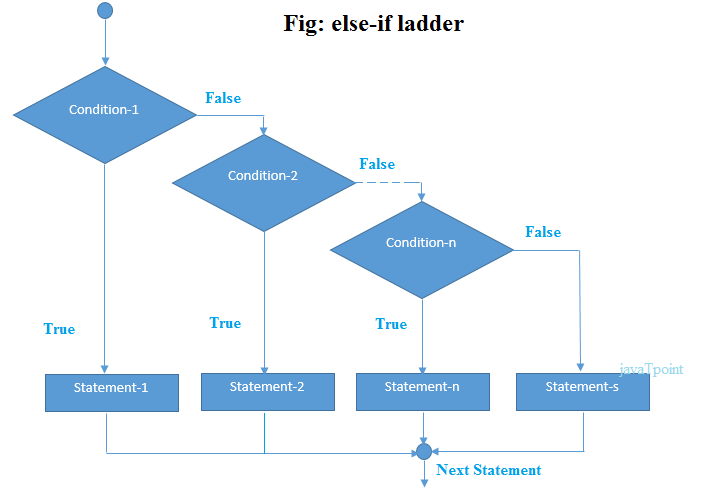 Fig: else-if ladder
Condition-1
False
Condition-2
False
Condition-n
False
True
True
True
javaTpoint
Statement-1
Statement-2
Statement-n
Statement-s
Next Statement